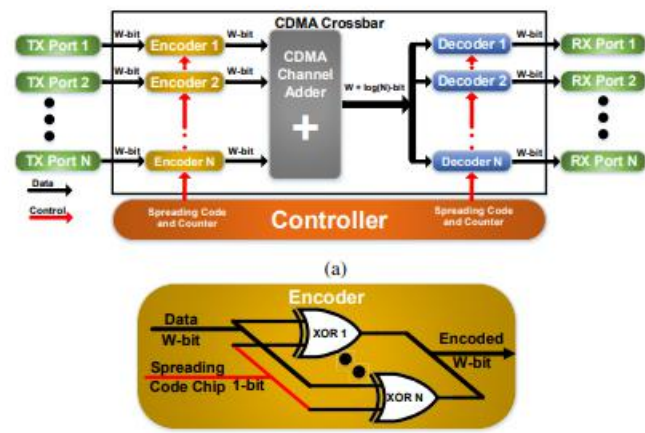 CDMA Crossbar
TX Port 1 W-bit Encoder 1 W-bit Decoder 1 W-bit RX Port 1
CDMA
Channel
Adder
+
TX Port 2 Encoder 2 W-bit W + log(N)-bit Decoder 2 W-bit RX Port 2
TX Port N W-bit Encoder N W-bit Decoder N W-bit RX Port N
Data
Control
Spreading Code
and Counter
Controller
Spreading Code
and Counter
(a)
Encoder
Data
W-bit
XOR 1
Encoded
W-bit
Spreading
Code Chip 1-bit
XOR N